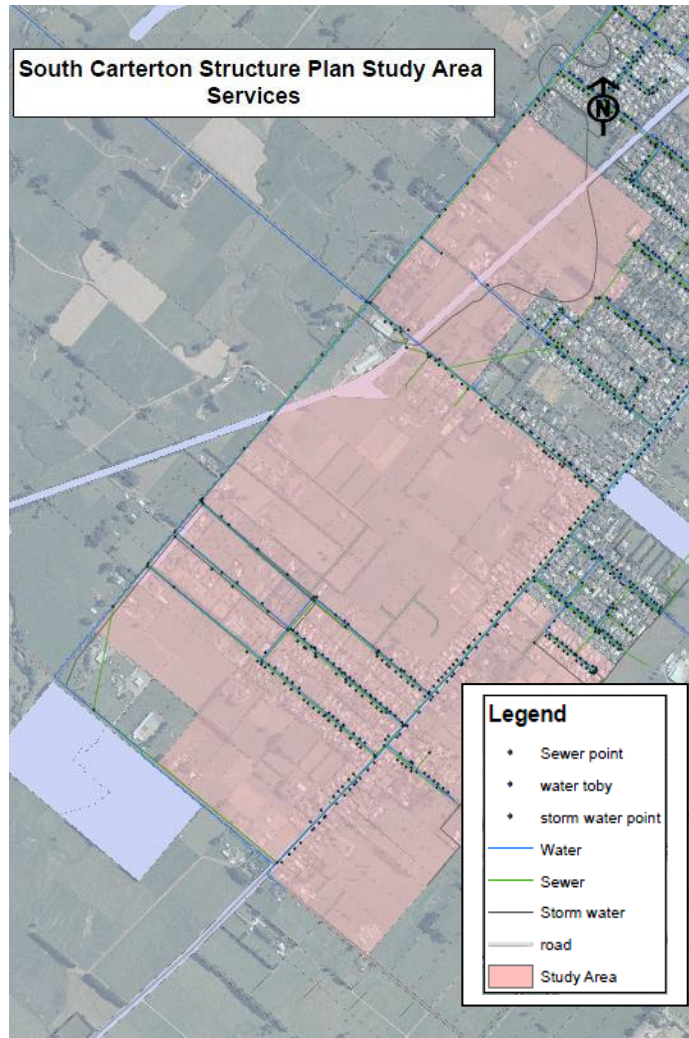 South Carterton Structure Plan Study Area
Services
N
Legend
Sewer point
water toby
storm water point
Water
Sewer
Storm water
road
Study Area